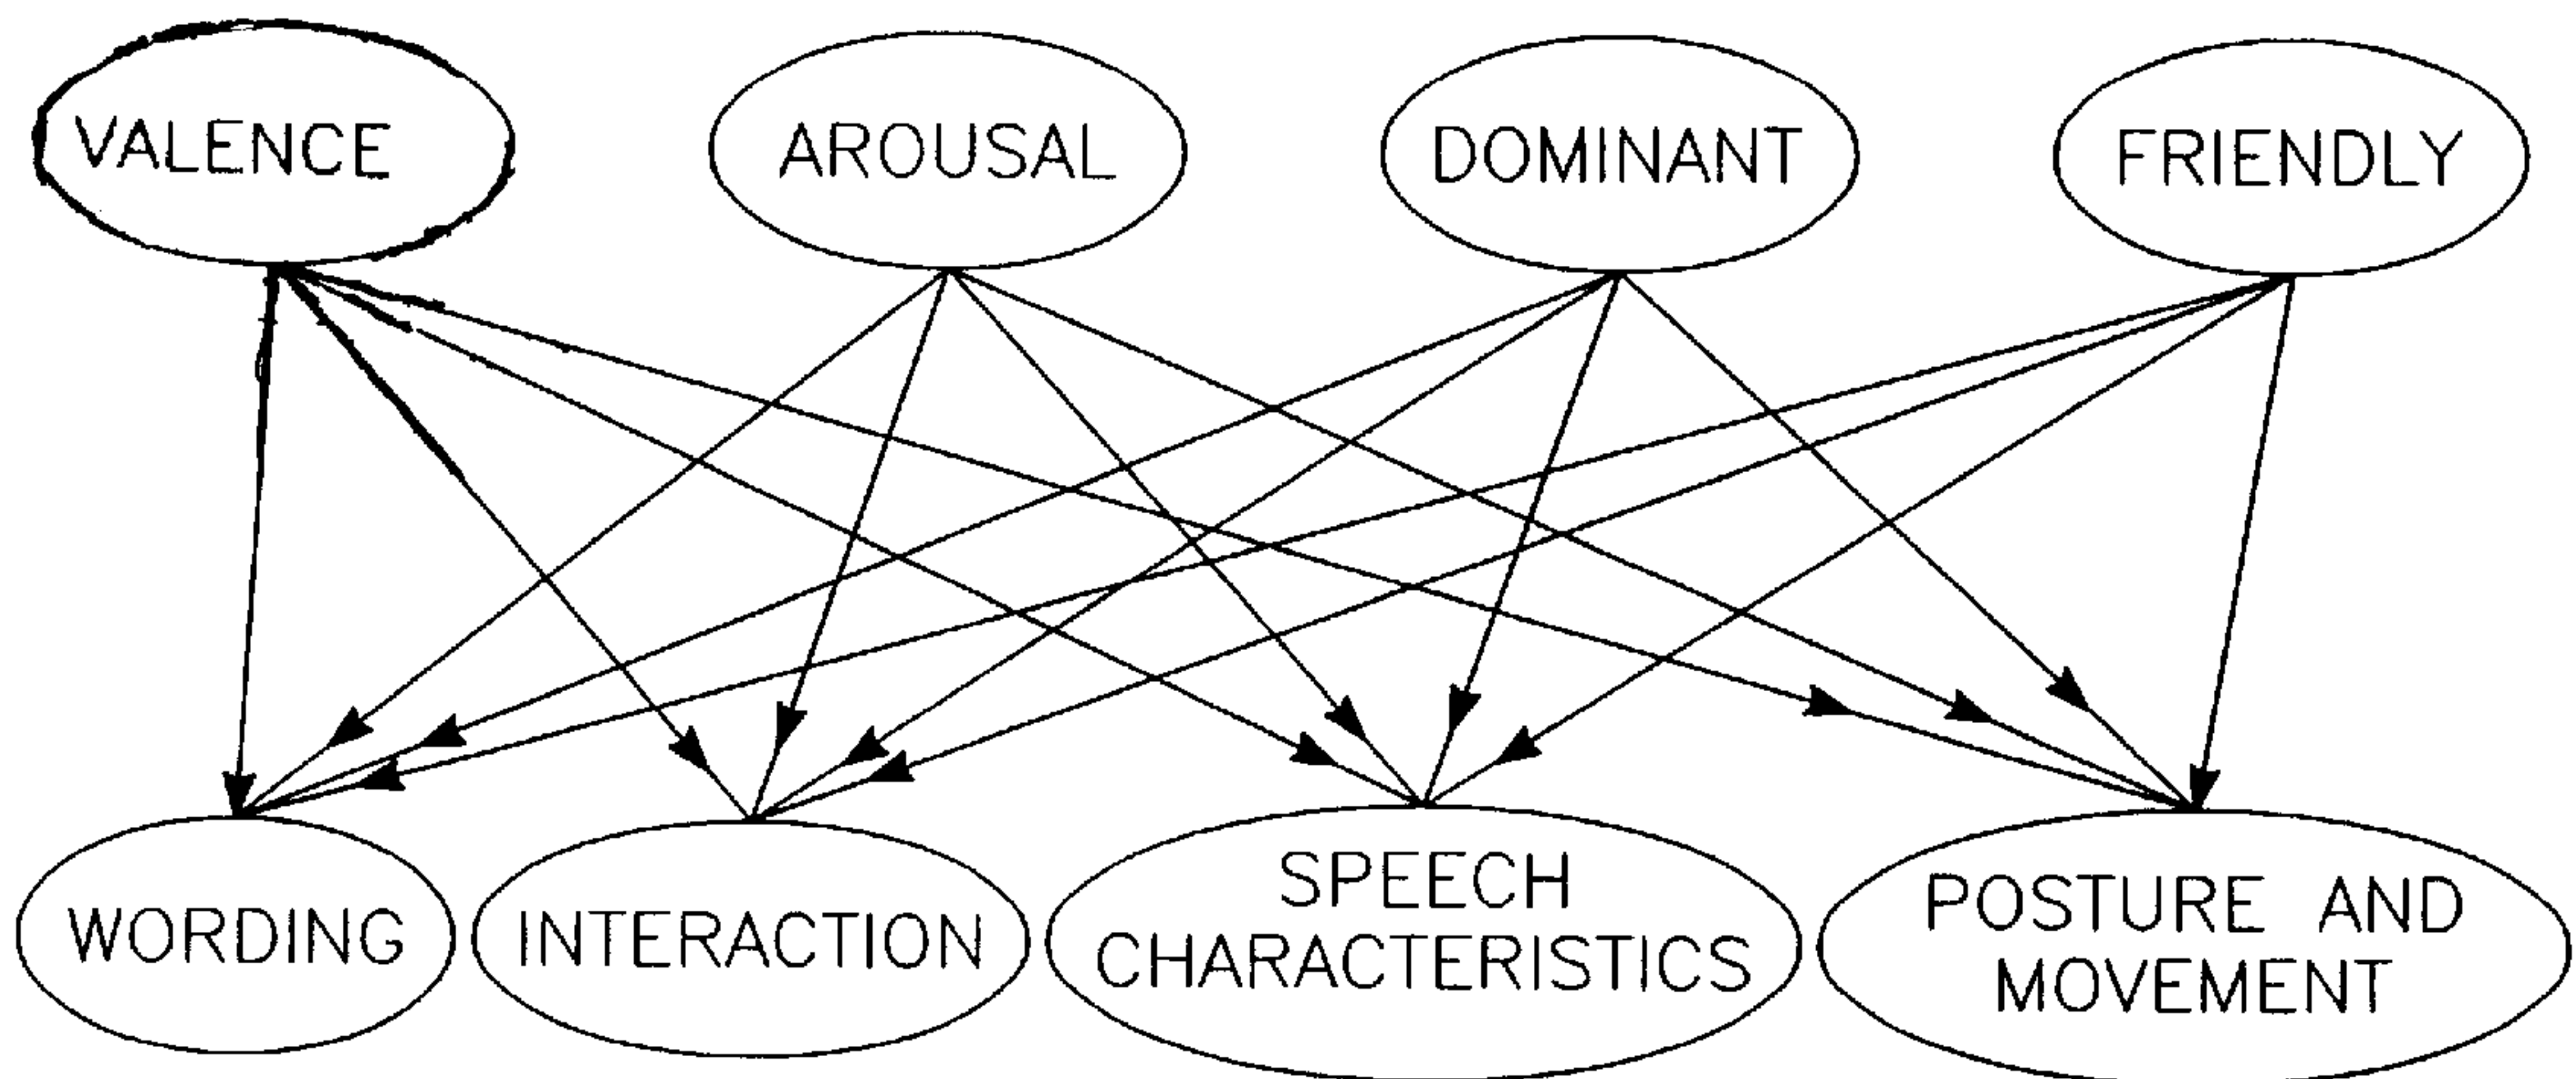 VALENCE
AROUSAL
DOMINANT
FRIENDLY
WORDING
INTERACTION
SPEECH
CHARACTERISTICS
POSTURE AND
MOVEMENT